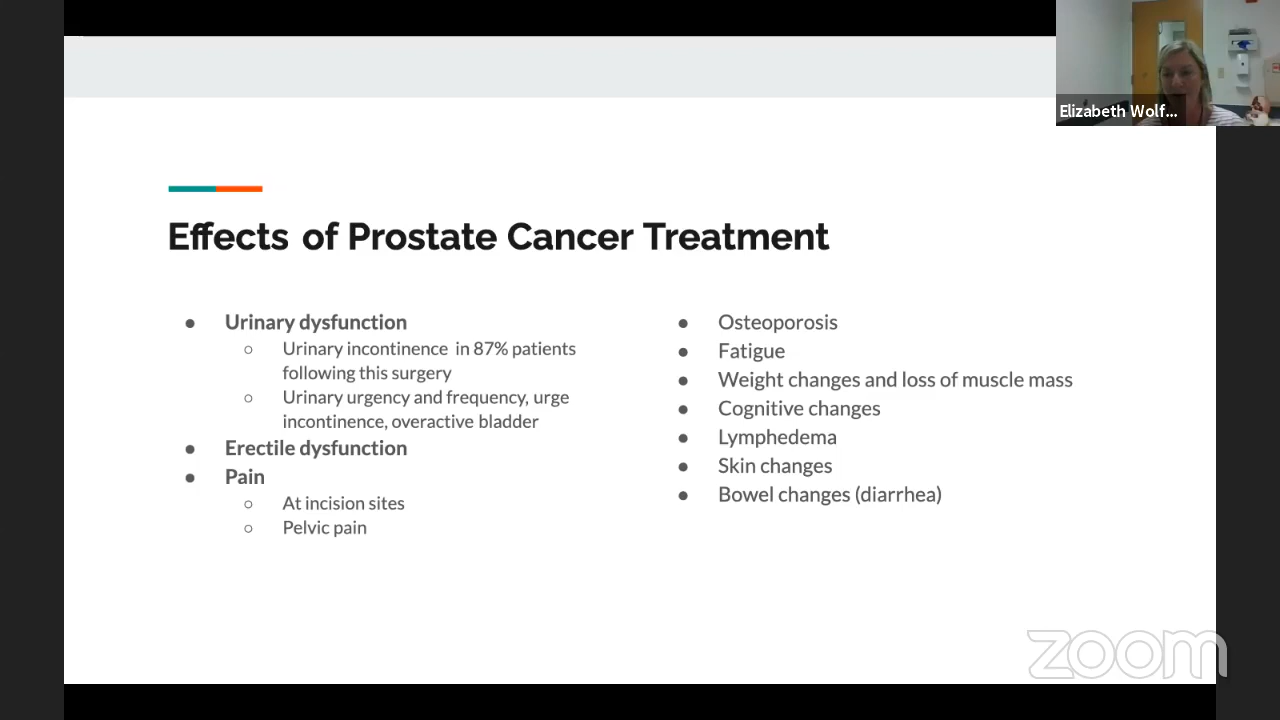 Elizabeth Wolf...
Effects of Prostate Cancer Treatment
● Urinary dysfunction
○ Urinary incontinence in 87% patients
following this surgery
○ Urinary urgency and frequency, urge
incontinence, overactive bladder
● Erectile dysfunction
● Pain
○ At incision sites
○ Pelvic pain
● Osteoporosis
● Fatigue
● Weight changes and loss of muscle mass
● Cognitive changes
● Lymphedema
● Skin changes
● Bowel changes (diarrhea)
zoom